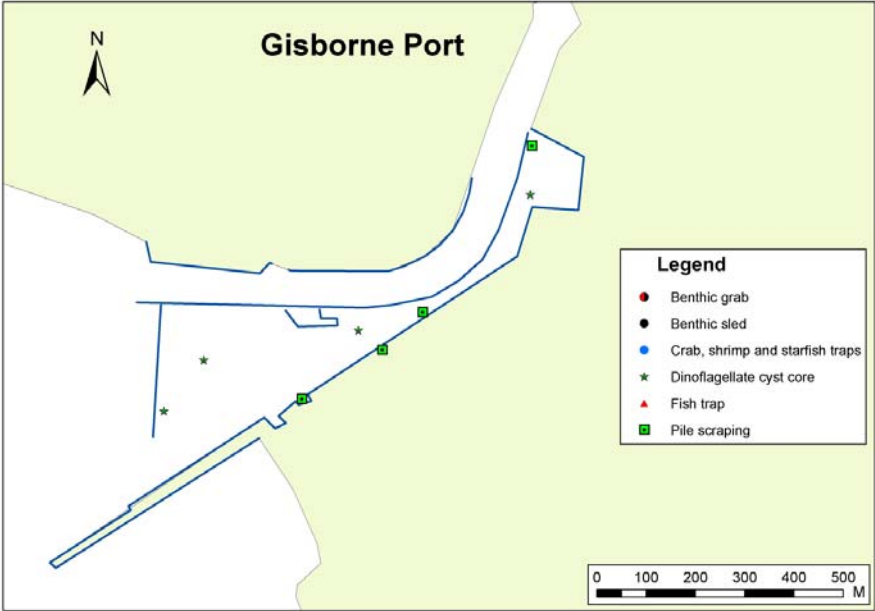 Gisborne Port
N
Legend
Benthic grab
Benthic sled
Crab, shrimp and starfish traps
Dinoflagellate cyst core
Fish trap
Pile scraping
0 100 200 300 400 500
M